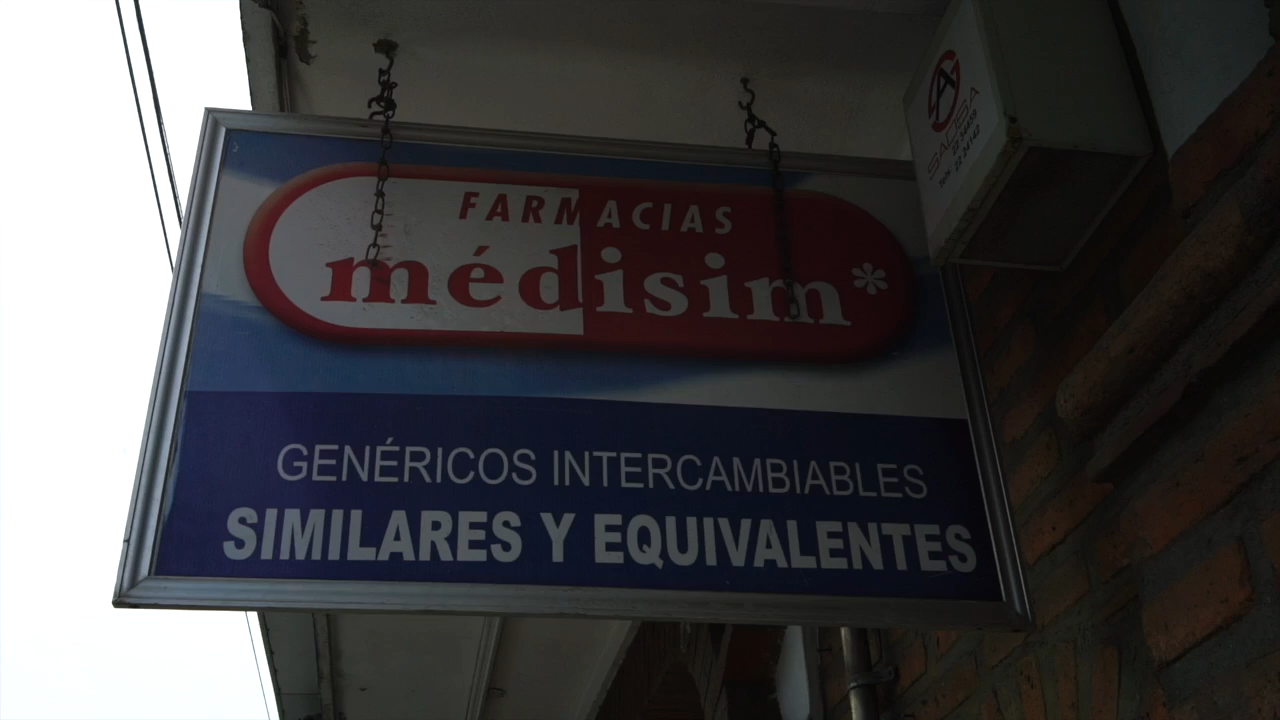 FARMACIAS
médisim*
GENÉRICOS INTERCAMBIABLES
SIMILARES Y EQUIVALENTES